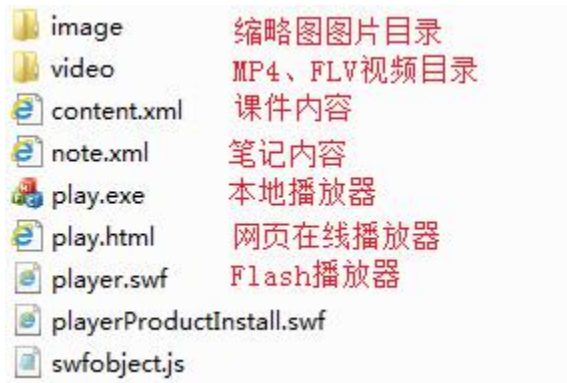 image 缩略图图片目录
video MP4、FLV视频目录
content.xml 课件内容
note.xml 笔记内容
play.exe 本地播放器
play.html 网页在线播放器
player.swf Flash播放器
playerProductInstall.swf
swfobject.js